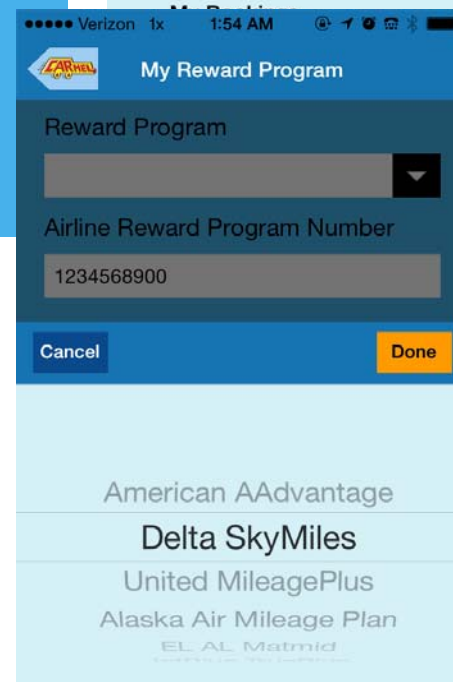 Verizon 1x 1:54 AM
CARMEL
My Reward Program
Reward Program
Airline Reward Program Number
1234568900
Cancel
Done
American AAdvantage
Delta SkyMiles
United MileagePlus
Alaska Air Mileage Plan
EL AL Matmid